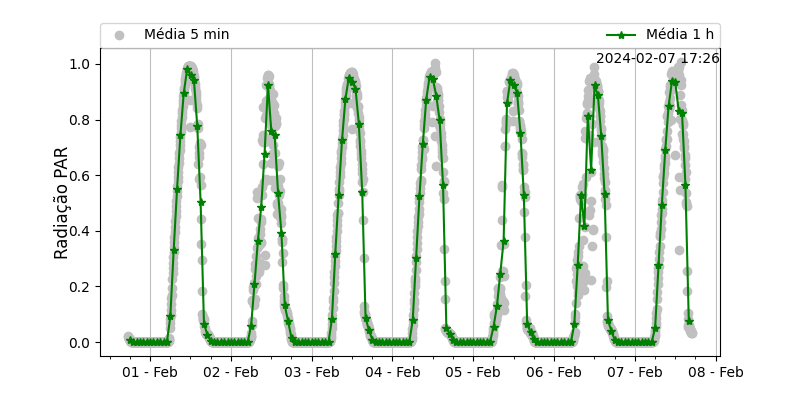 Média 5 min
Média 1 h
2024-02-07 17:26
Radiação PAR
1.0
0.8
0.6
0.4
0.2
0.0
01 - Feb
02 - Feb
03 - Feb
04 - Feb
05 - Feb
06 - Feb
07 - Feb
08 - Feb